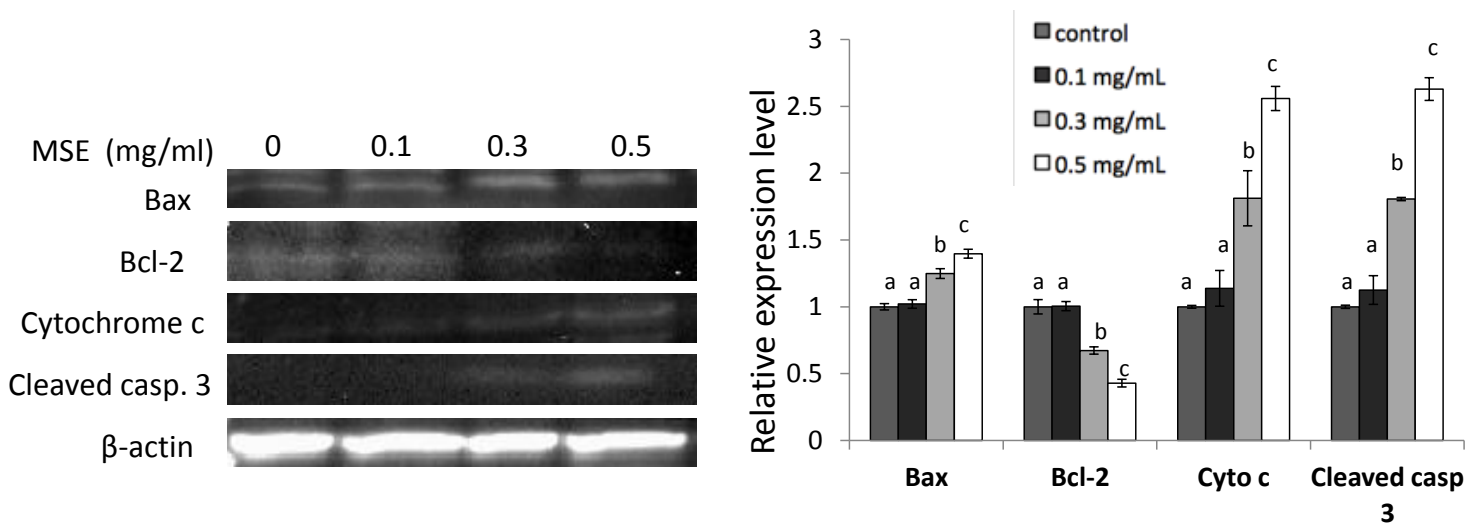 MSE (mg/ml) 0 0.1 0.3 0.5
Bax
Bcl-2
Cytochrome c
Cleaved casp. 3
β-actin
Relative expression level
3
2.5
2
1.5
1
0.5
0
control
0.1 mg/mL
0.3 mg/mL
0.5 mg/mL
a a b c
a a b c
a a b c
a a b c
Bax Bcl-2 Cyto c Cleaved casp
3